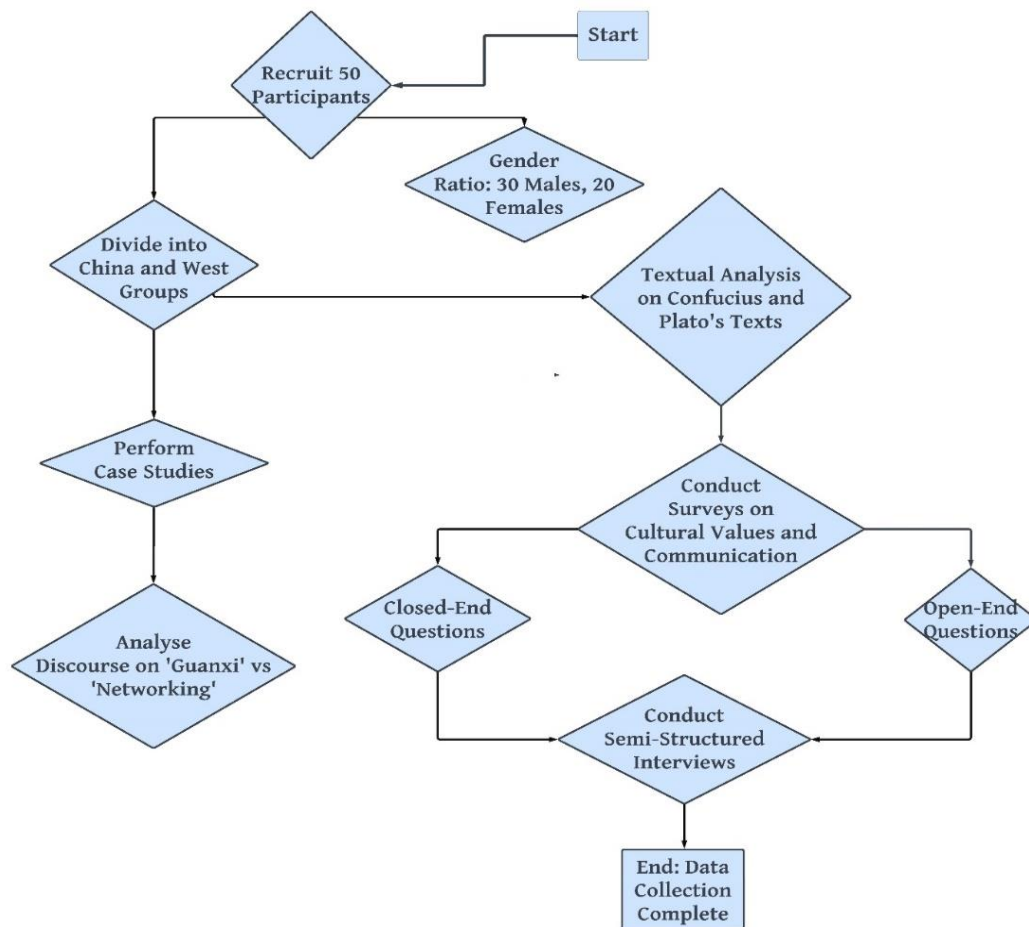 Start
Recruit 50
Participants
Gender
Ratio: 30 Males, 20
Females
Divide into
China and West
Groups
Textual Analysis
on Confucius and
Plato's Texts
Perform
Case Studies
Conduct
Surveys on
Cultural Values and
Communication
Closed-End
Questions
Open-End
Questions
Analyse
Discourse on 'Guanxi' vs
'Networking'
Conduct
Semi-Structured
Interviews
End: Data
Collection
Complete